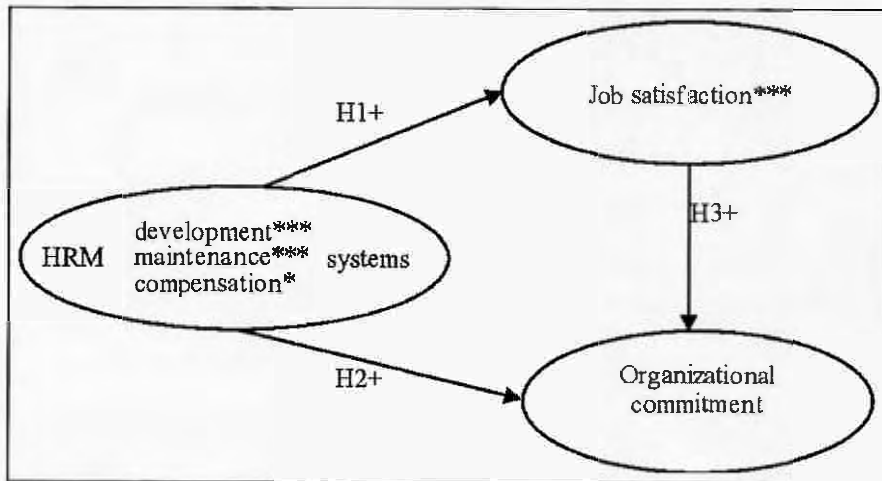 Job satisfaction***
H1+
H3+
development***
HRM maintenance*** systems
compensation*
H2+
Organizational
commitment